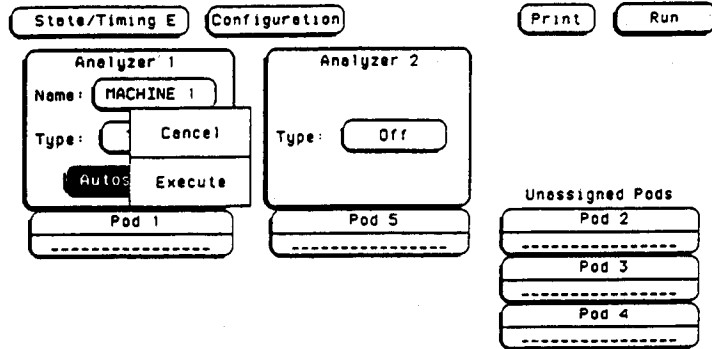 State/Timing E Configuration Print Run
Analyzer 1
Name: MACHINE 1
Type:
Cancel
Autos
Execute
Pod 1
Analyzer 2
Type: Off
Pod 5
Unassigned Pods
Pod 2
Pod 3
Pod 4